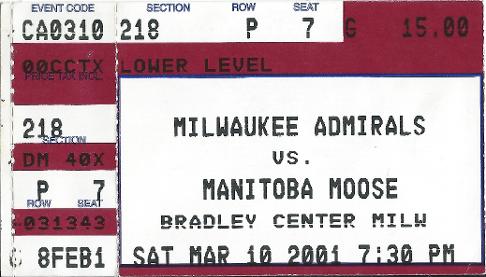 EVENT CODE SECTION ROW SEAT
CA0310 218 P 7 G 15.00
00CCTX LOWER LEVEL
PRICE TAX INCL.
218
SECTION
DM 40X
P 7
ROW SEAT
031343
8FEB1
MILWAUKEE ADMIRALS
VS.
MANITOBA MOOSE
BRADLEY CENTER MILW
SAT MAR 10 2001 7:30 PM